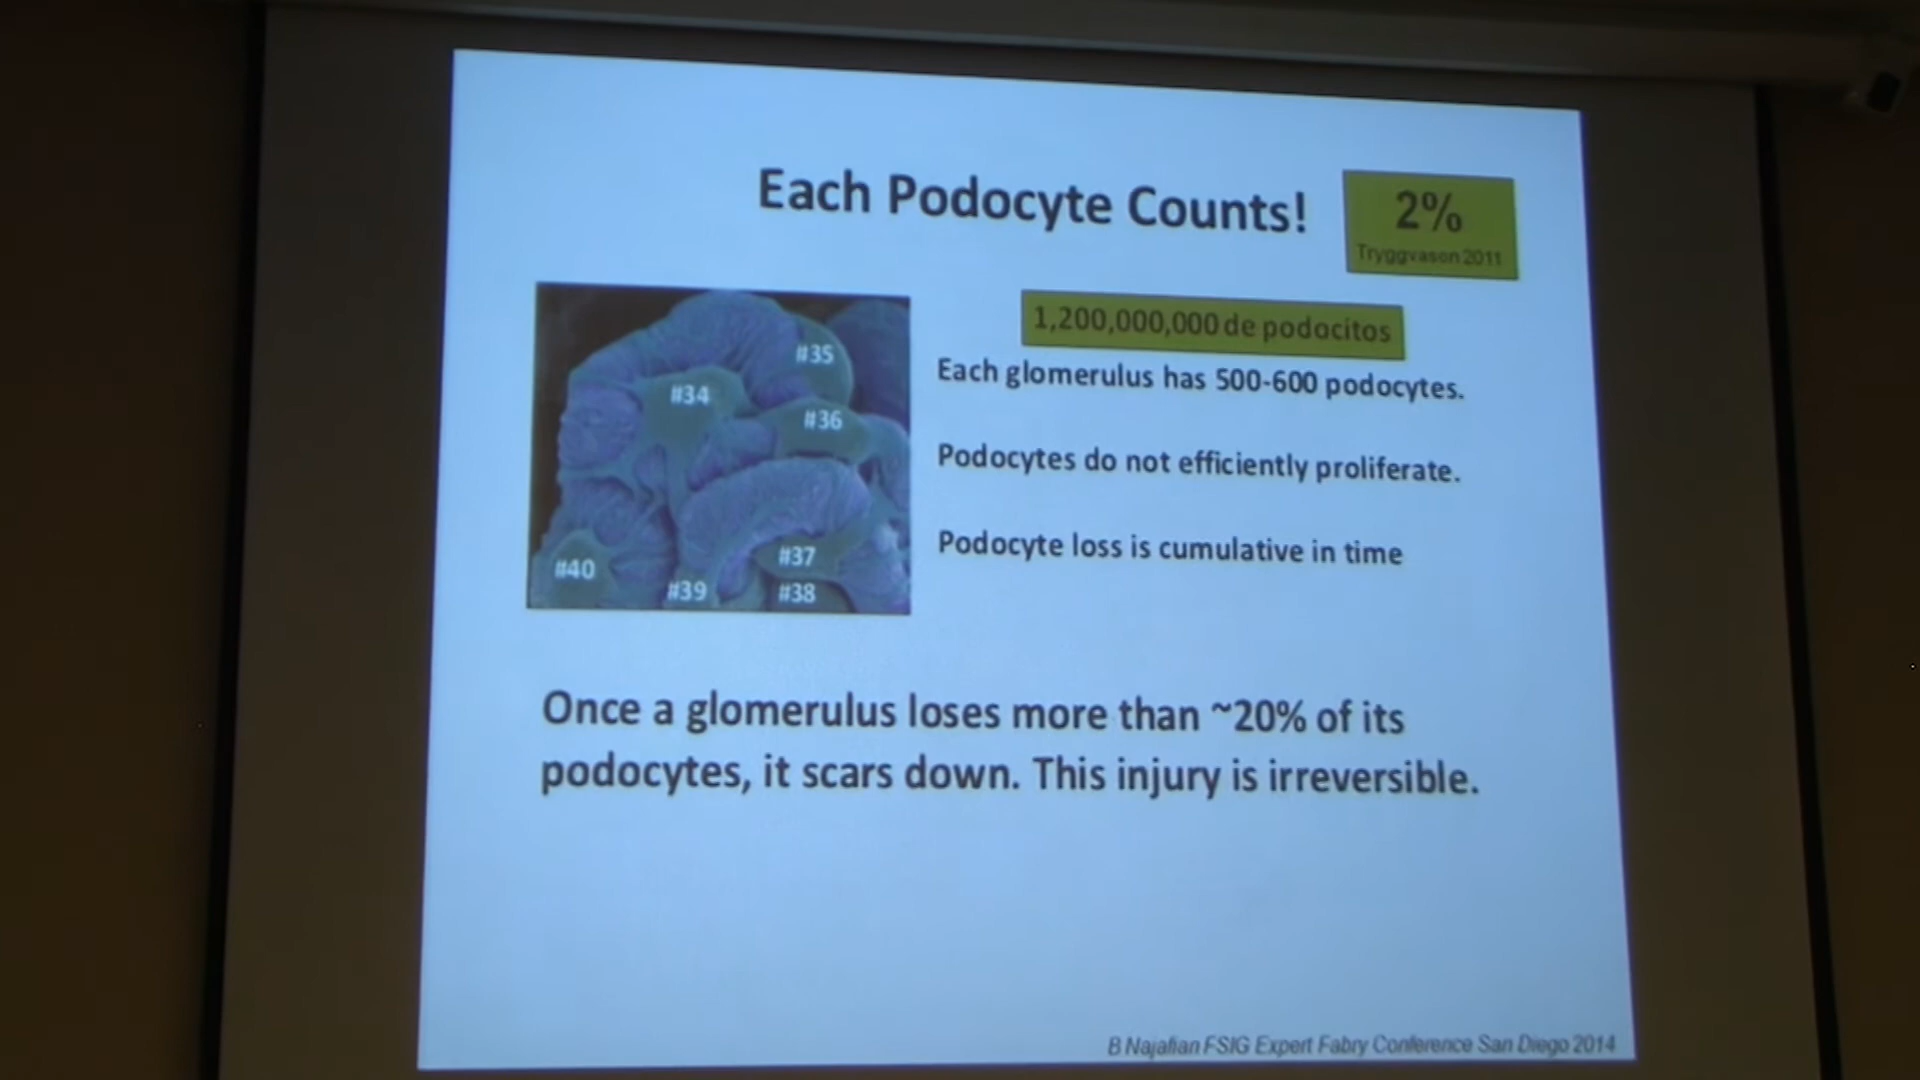 Each Podocyte Counts!
2%
Tryggvason 2011
1,200,000,000 de podocitos
Each glomerulus has 500-600 podocytes.
Podocytes do not efficiently proliferate.
Podocyte loss is cumulative in time
#35
#34
#36
#37
#40
#39
#38
Once a glomerulus loses more than ~20% of its
podocytes, it scars down. This injury is irreversible.
B Najafian FSIG Expert Fabry Conference San Diego 2014